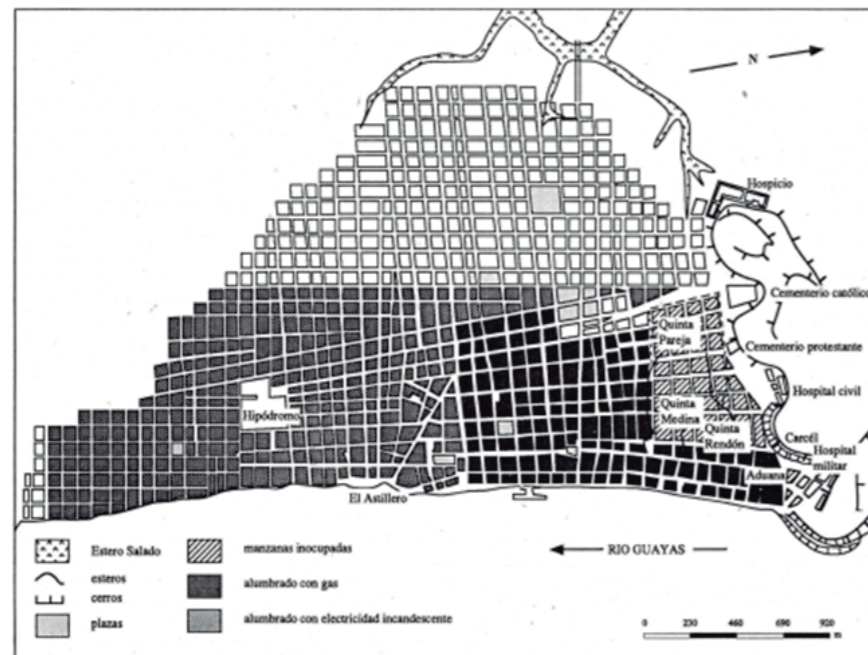 N
Hospicio
Cementerio católico
Quinta
Pareja
Cementerio protestante
Hipódromo
Hospital civil
Quinta
Medina
Quinta
Rendón
Carcél
Hospital
militar
Aduana
El Astillero
Estero Salado
esteros
cerros
plazas
manzanas inocupadas
alumbrado con gas
alumbrado con electricidad incandescente
RIO GUAYAS
0 230 460 690 920
m